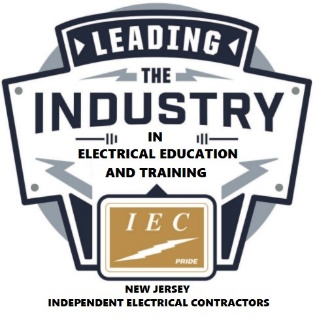 LEADING
THE
INDUSTRY
IN
ELECTRICAL EDUCATION
AND TRAINING
IEC
PRIDE
NEW JERSEY
INDEPENDENT ELECTRICAL CONTRACTORS